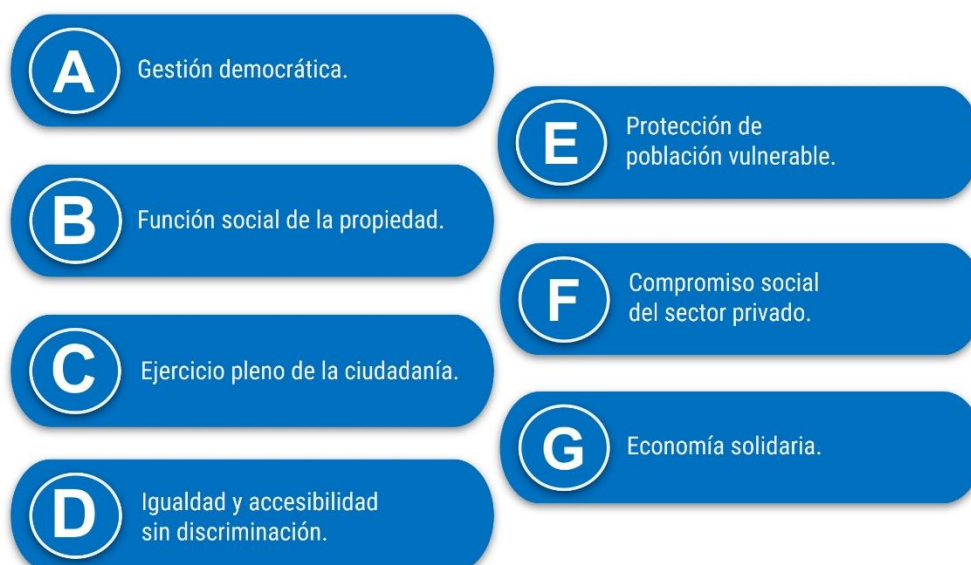 A
Gestión democrática.
B
Función social de la propiedad.
C
Ejercicio pleno de la ciudadanía.
D
Igualdad y accesibilidad
sin discriminación.
E
Protección de
población vulnerable.
F
Compromiso social
del sector privado.
G
Economía solidaria.